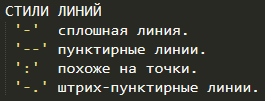 СТИЛИ ЛИНИЙ
'-' сплошная линия.
'--' пунктирные линии.
':' похоже на точки.
'-.' штрих-пунктирные линии.